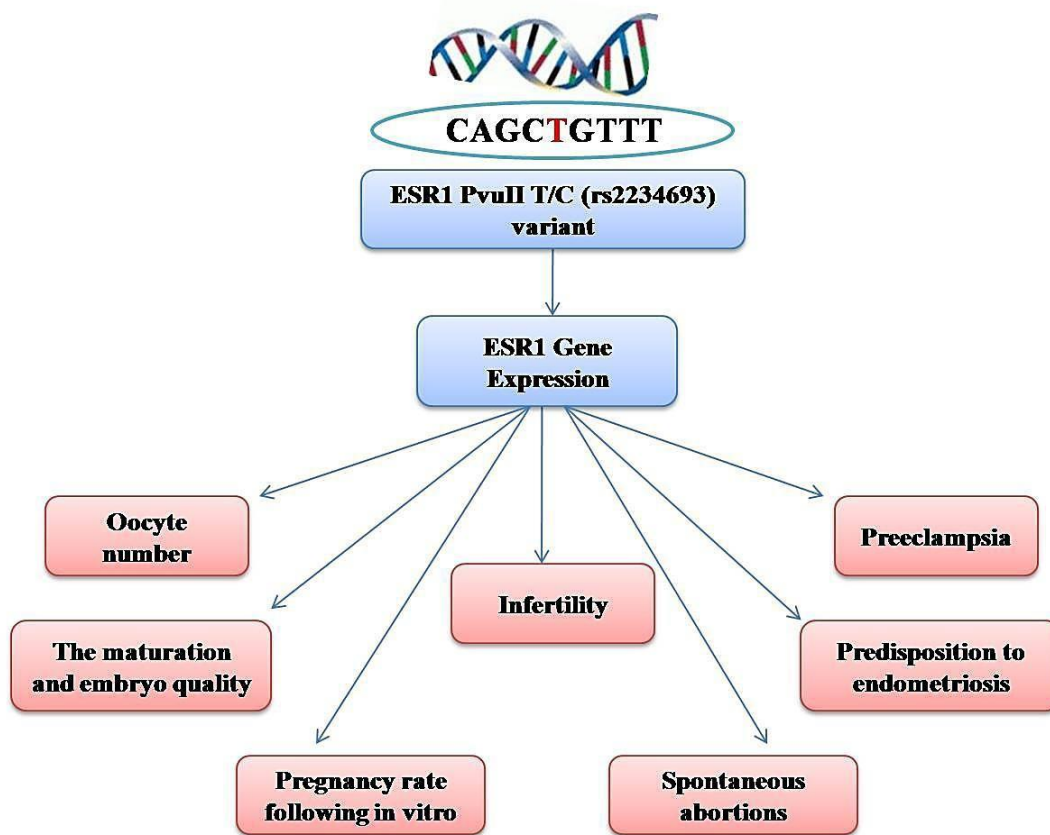 CAGCTGTTT
ESR1 PvuII T/C (rs2234693)
variant
ESR1 Gene
Expression
Oocyte
number
Preeclampsia
Infertility
The maturation
and embryo quality
Predisposition to
endometriosis
Pregnancy rate
following in vitro
Spontaneous
abortions